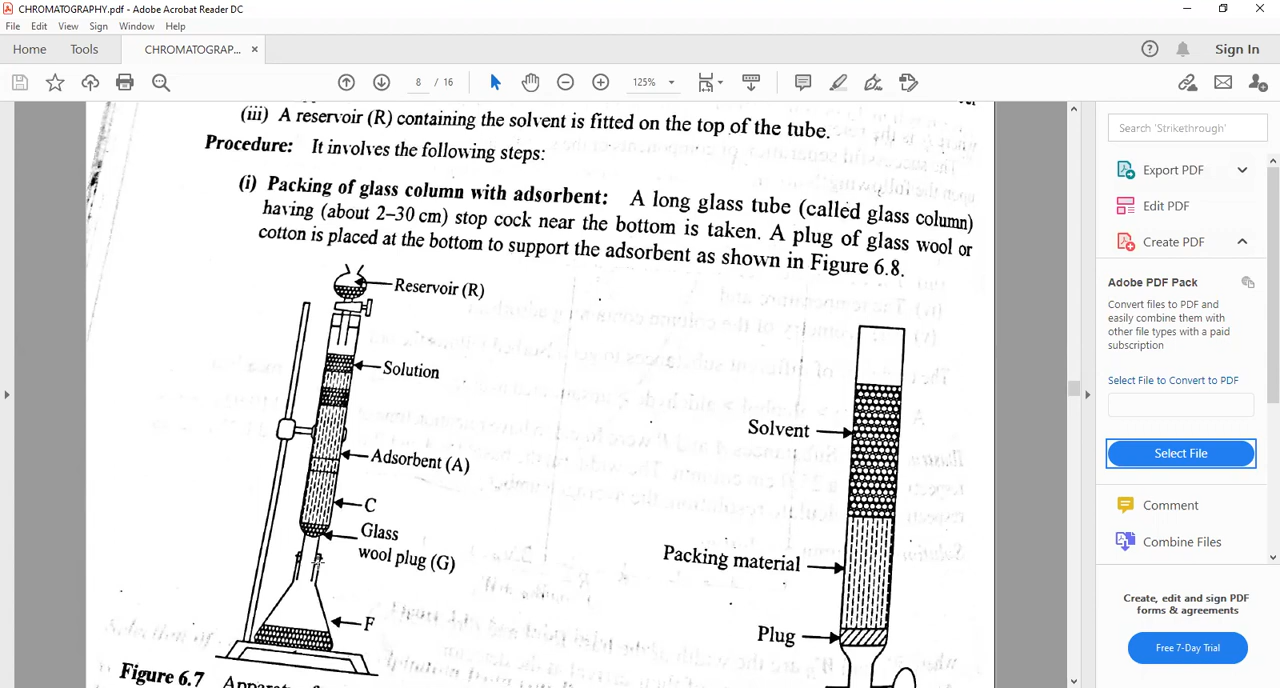 CHROMATOGRAPHY.pdf - Adobe Acrobat Reader DC
File Edit View Sign Window Help
Home Tools CHROMATOGRAP... × Sign In
8 / 16 125%
(iii) A reservoir (R) containing the solvent is fitted on the top of the tube.
Procedure: It involves the following steps:
(i) Packing of glass column with adsorbent: A long glass tube (called glass column)
having (about 2–30 cm) stop cock near the bottom is taken. A plug of glass wool or
cotton is placed at the bottom to support the adsorbent as shown in Figure 6.8.
Reservoir (R)
Solution
Adsorbent (A)
C
Glass
wool plug (G)
F
Figure 6.7
Solvent
Packing material
Plug
Search 'Strikethrough'
Export PDF
Edit PDF
Create PDF
Adobe PDF Pack
Convert files to PDF and
easily combine them with
other file types with a paid
subscription
Select File to Convert to PDF
Select File
Comment
Combine Files
Create, edit and sign PDF
forms & agreements
Free 7-Day Trial